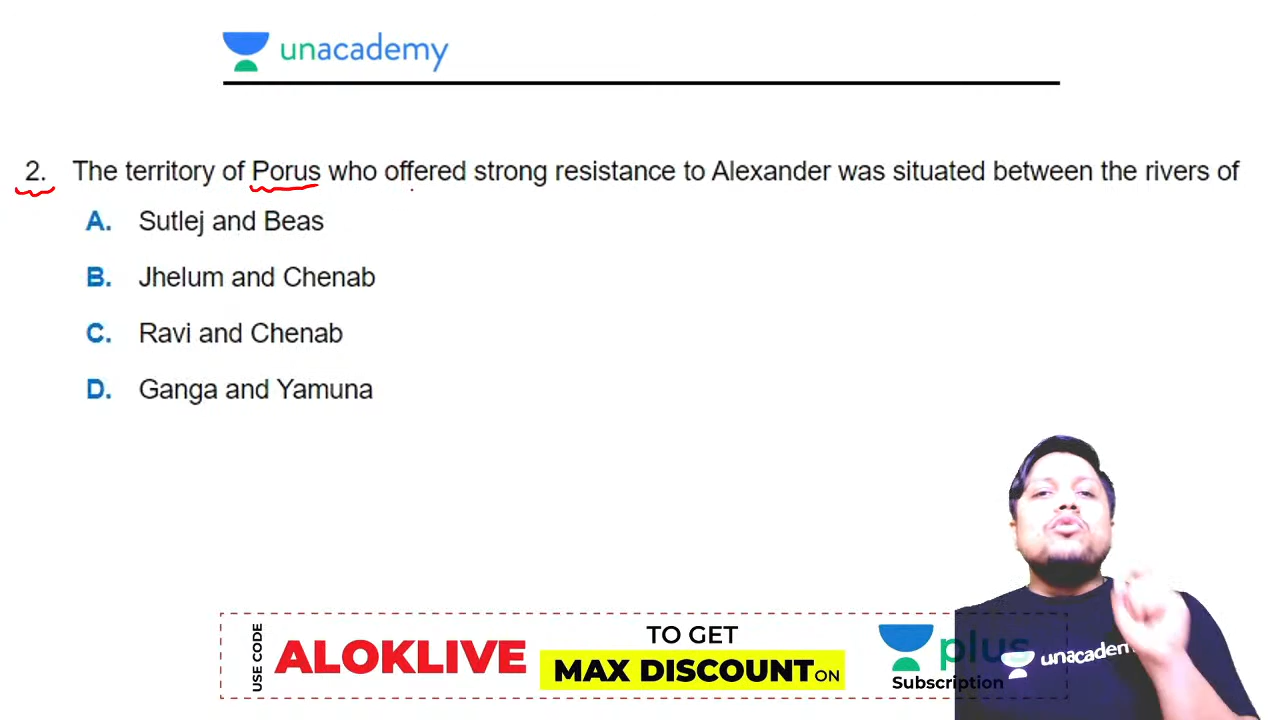 unacademy
2. The territory of Porus who offered strong resistance to Alexander was situated between the rivers of
A. Sutlej and Beas
B. Jhelum and Chenab
C. Ravi and Chenab
D. Ganga and Yamuna
USE CODE
ALOKLIVE
TO GET
MAX DISCOUNT ON
plus
Subscription
unacadem